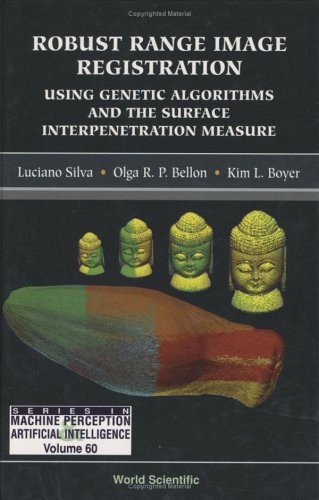 ROBUST RANGE IMAGE
REGISTRATION
USING GENETIC ALGORITHMS
AND THE SURFACE
INTERPENETRATION MEASURE
Luciano Silva • Olga R. P. Bellon • Kim L. Boyer
SERIES IN
MACHINE PERCEPTION
&
ARTIFICIAL INTELLIGENCE
Volume 60
World Scientific